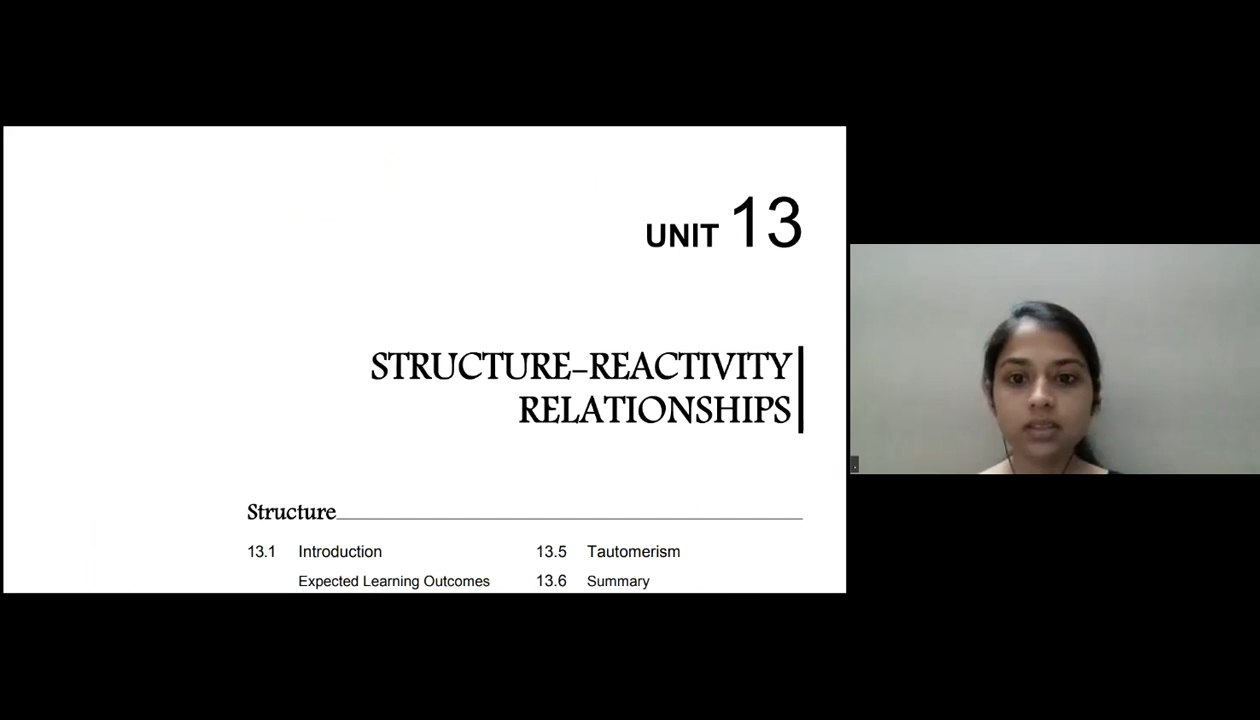 UNIT 13
STRUCTURE–REACTIVITY
RELATIONSHIPS
Structure
13.1 Introduction 13.5 Tautomerism
Expected Learning Outcomes 13.6 Summary